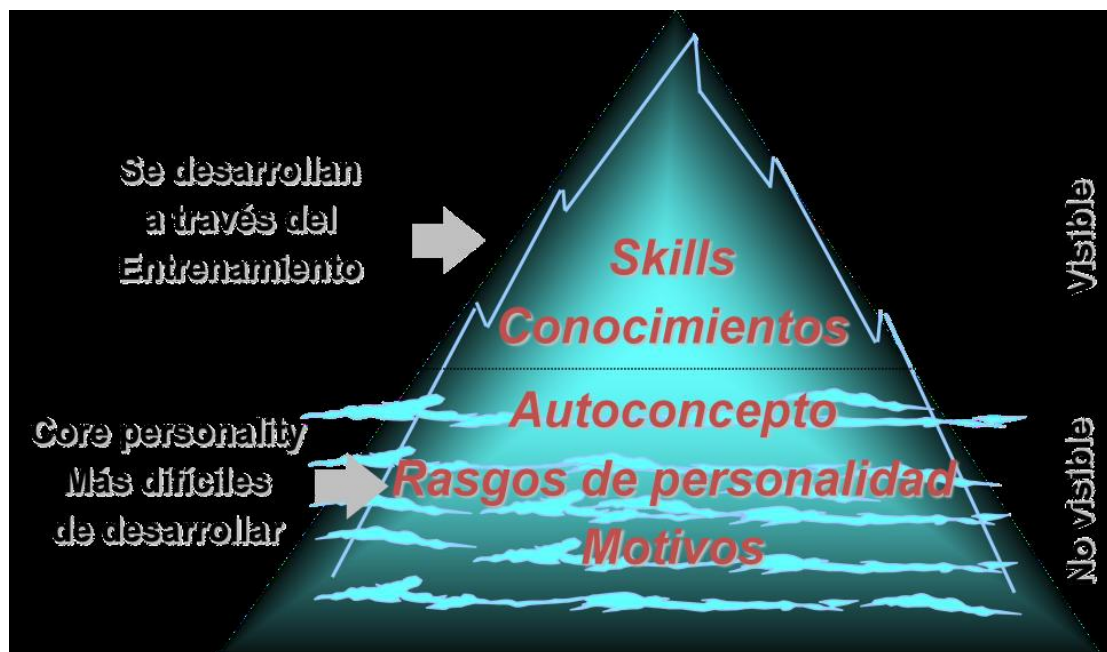 Se desarrollan
a través del
Entrenamiento
Skills
Conocimientos
Visible
Core personality
Más difíciles
de desarrollar
Autoconcepto
Rasgos de personalidad
Motivos
No visible